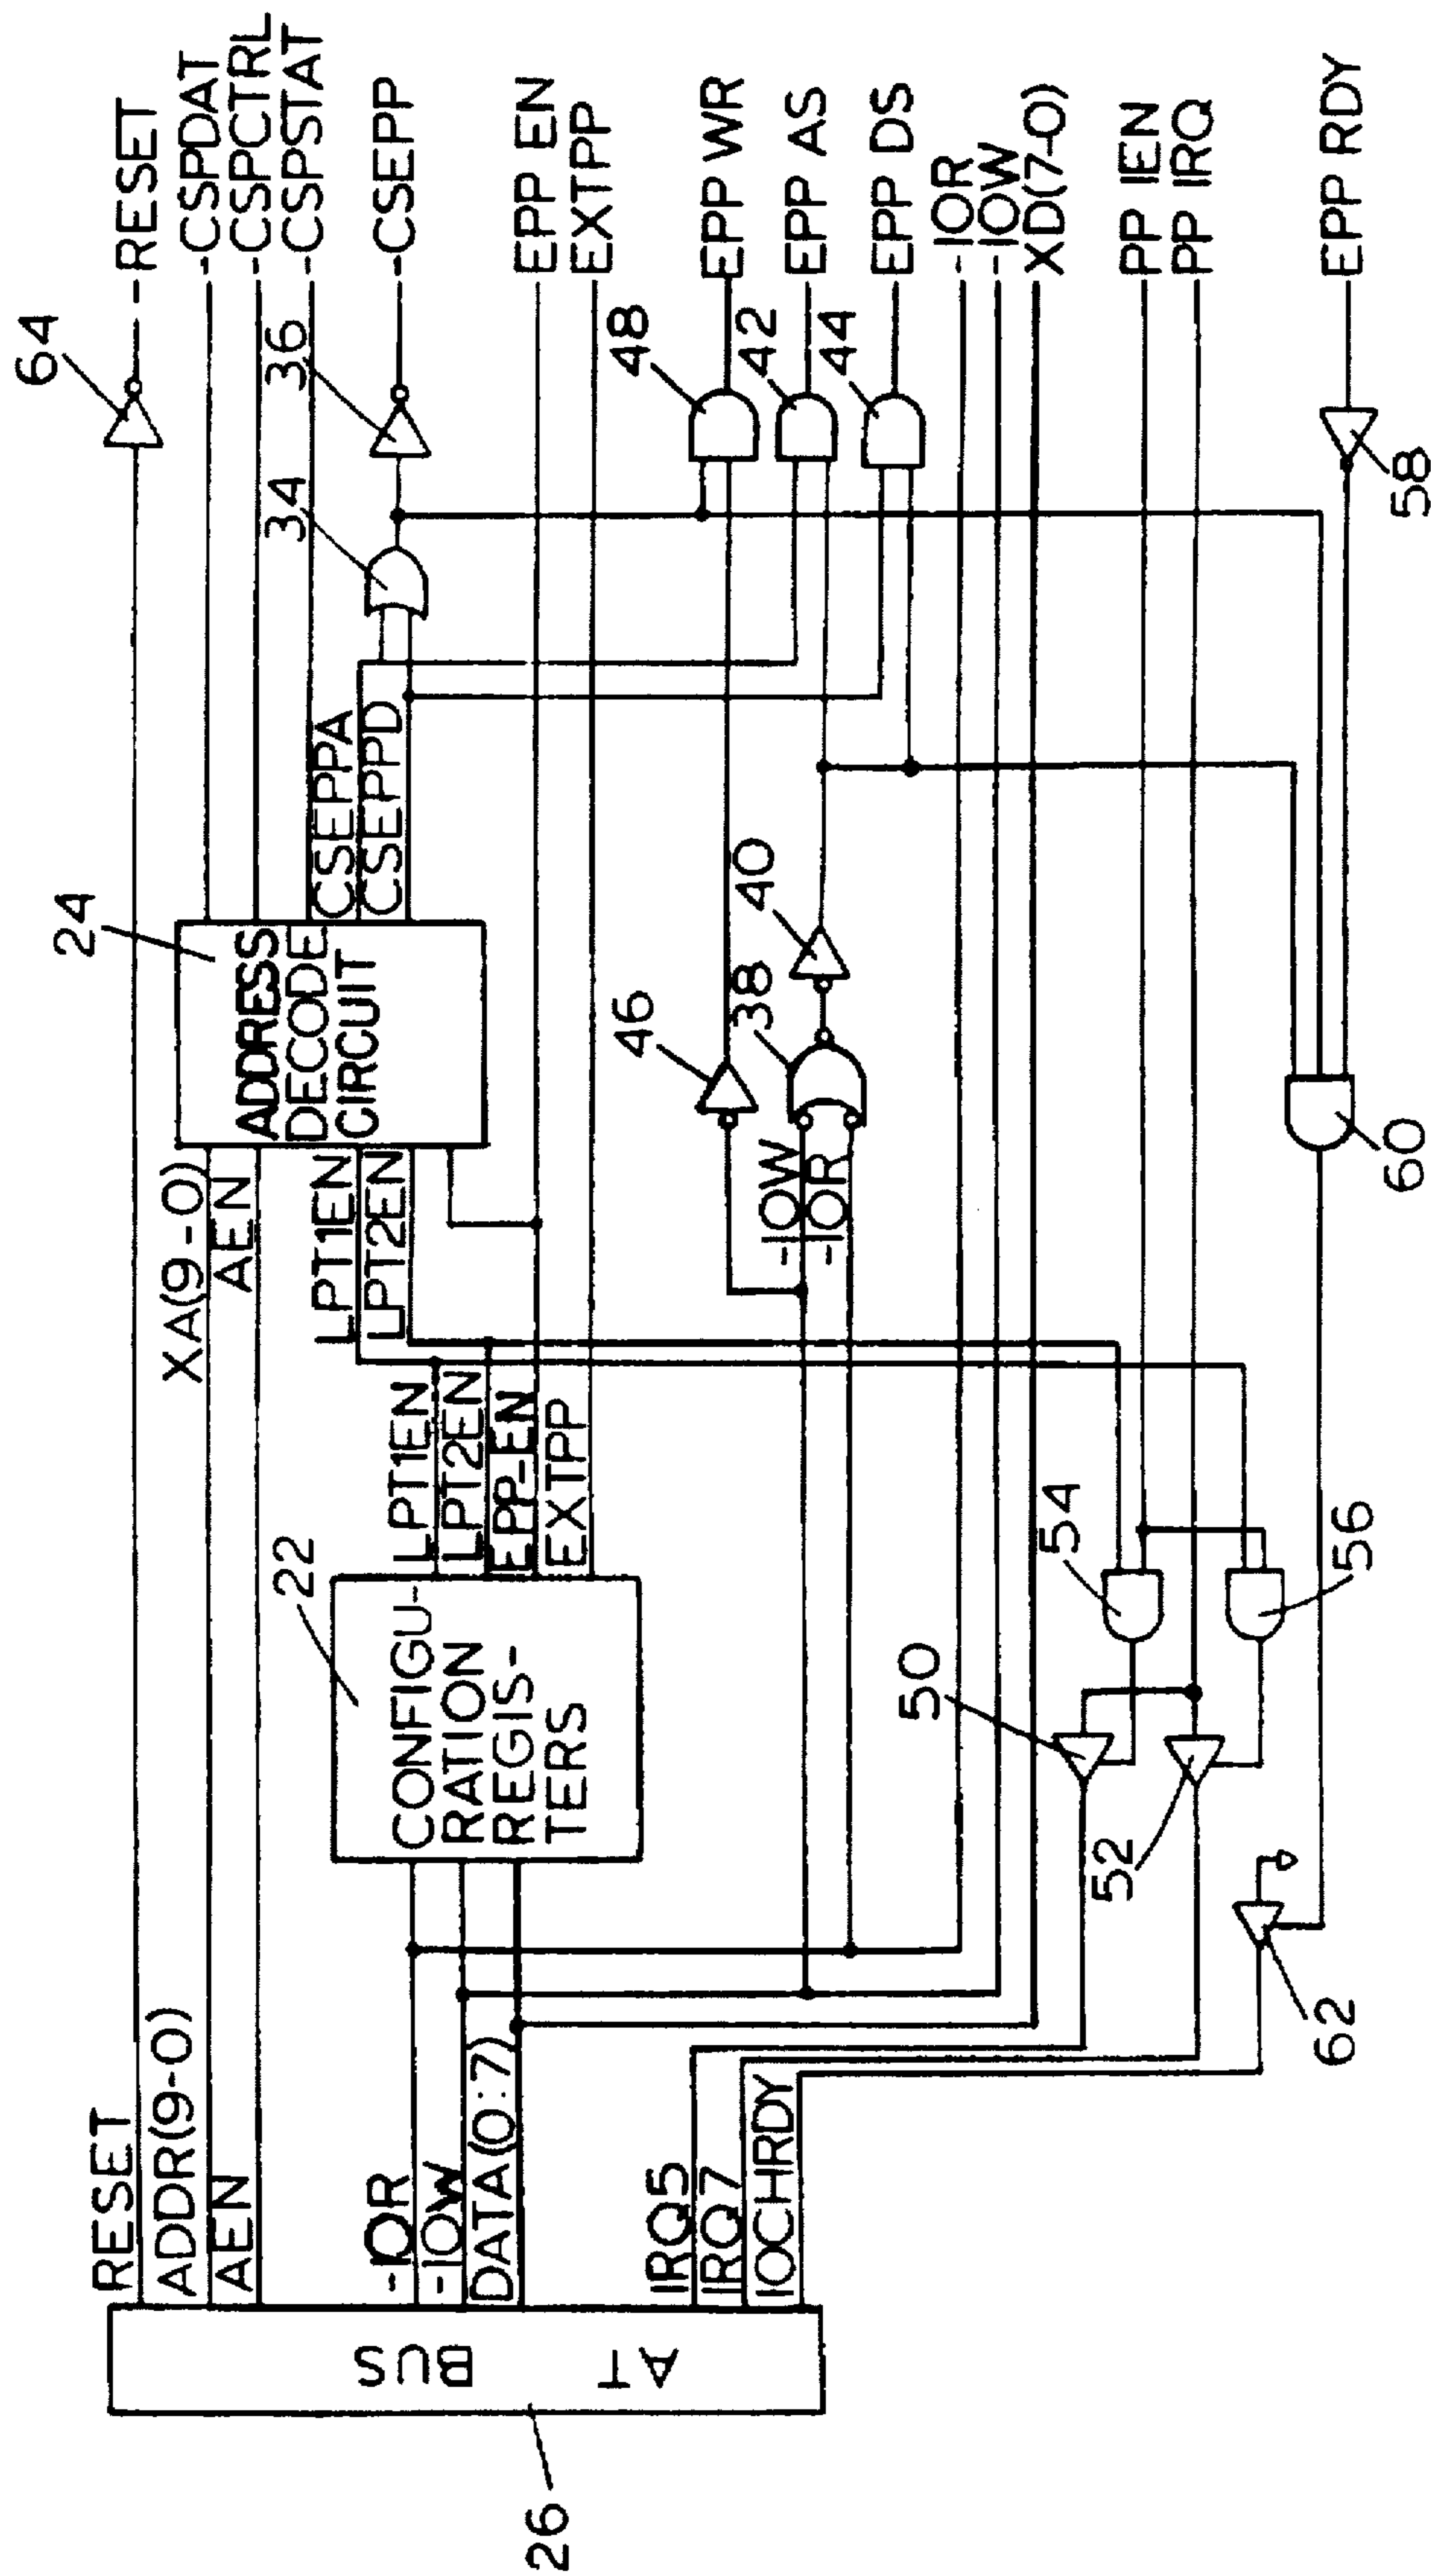 RESET
ADDR(9-0)
AEN
-IOR
-IOW
DATA(0:7)
IRQ5
IRQ7
IOCHRDY
AT BUS
26
22
CONFIGU-
RATION
REGIS-
TERS
LPT1EN
LPT2EN
EPP-EN
EXTPP
XA(9-0)
AEN
LPT1EN
LPT2EN
24
ADDRESS
DECODE
CIRCUIT
CSEPPA
CSEPPD
34
36
64
-RESET
-CSPDAT
-CSPCTRL
-CSPSTAT
-CSEPP
EPP EN
EXTPP
EPP WR
EPP AS
EPP DS
-IOR
-IOW
XD(7-0)
PP IEN
PP IRQ
EPP RDY
48
42
44
46
38
40
-IOW
-IOR
50
52
54
56
58
60
62